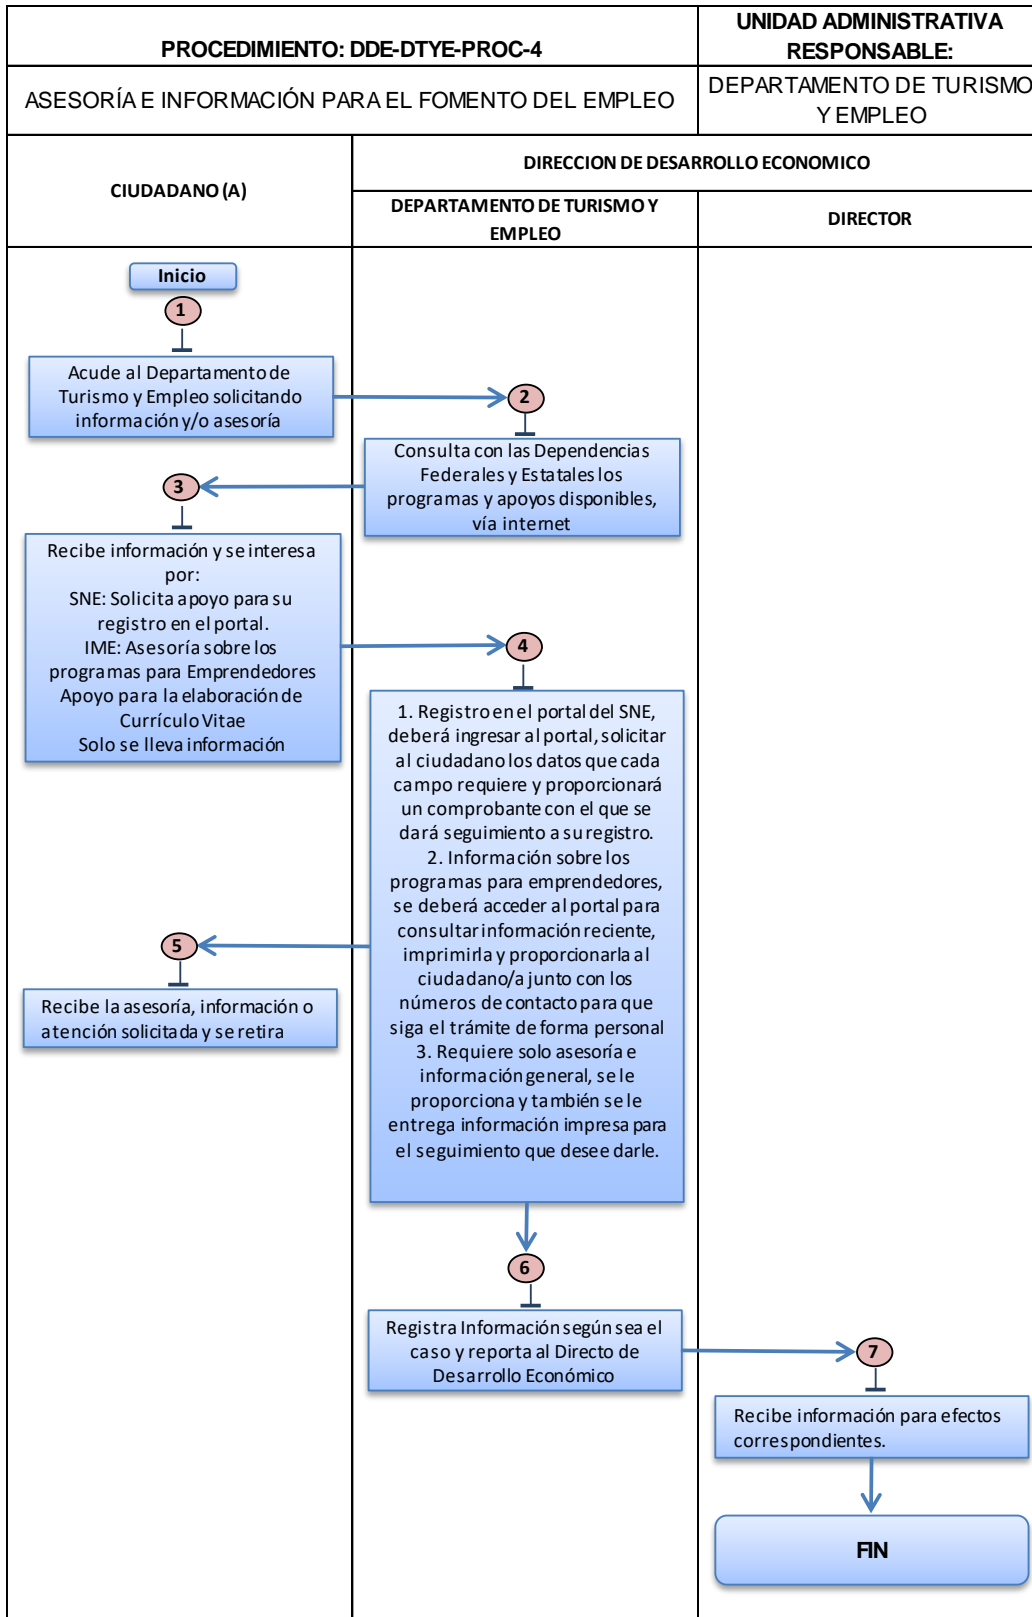 PROCEDIMIENTO: DDE-DTYE-PROC-4
UNIDAD ADMINISTRATIVA
RESPONSABLE:
ASESORÍA E INFORMACIÓN PARA EL FOMENTO DEL EMPLEO
DEPARTAMENTO DE TURISMO
Y EMPLEO
CIUDADANO (A)
DIRECCION DE DESARROLLO ECONOMICO
DEPARTAMENTO DE TURISMO Y
EMPLEO
DIRECTOR
Inicio
1
Acude al Departamento de
Turismo y Empleo solicitando
información y/o asesoría
2
Consulta con las Dependencias
Federales y Estatales los
programas y apoyos disponibles,
vía internet
3
Recibe información y se interesa
por:
SNE: Solicita apoyo para su
registro en el portal.
IME: Asesoría sobre los
programas para Emprendedores
Apoyo para la elaboración de
Currículo Vitae
Solo se lleva información
4
1. Registro en el portal del SNE,
deberá ingresar al portal, solicitar
al ciudadano los datos que cada
campo requiere y proporcionará
un comprobante con el que se
dará seguimiento a su registro.
2. Información sobre los
programas para emprendedores,
se deberá acceder al portal para
consultar información reciente,
imprimirla y proporcionarla al
ciudadano/a junto con los
números de contacto para que
siga el trámite de forma personal
3. Requiere solo asesoría e
información general, se le
proporciona y también se le
entrega información impresa para
el seguimiento que desee darle.
5
Recibe la asesoría, información o
atención solicitada y se retira
6
Registra Información según sea el
caso y reporta al Directo de
Desarrollo Económico
7
Recibe información para efectos
correspondientes.
FIN